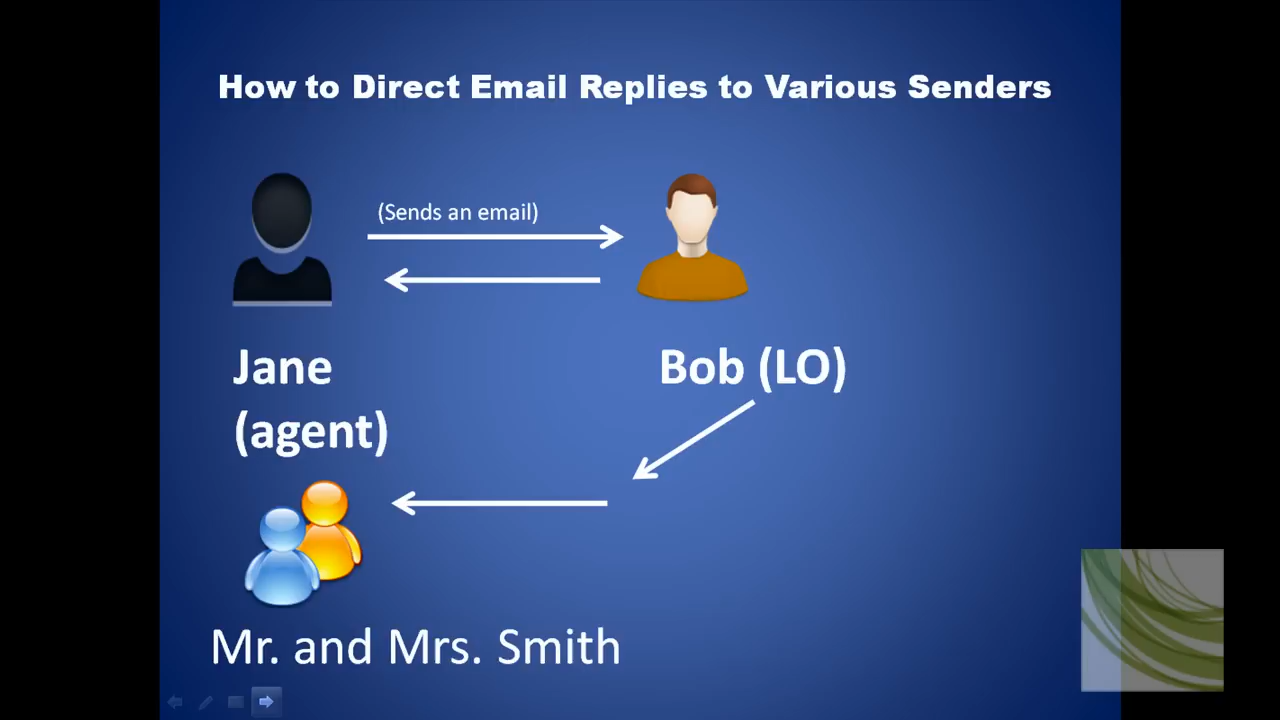 How to Direct Email Replies to Various Senders
(Sends an email)
Jane
(agent)
Bob (LO)
Mr. and Mrs. Smith